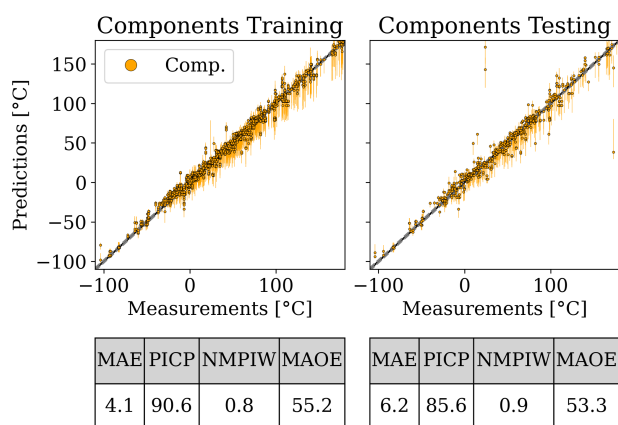 Components Training
Components Testing
Comp.
Predictions [°C]
150
100
50
0
−50
−100
−100
0
100
−100
0
100
Measurements [°C]
Measurements [°C]
MAE PICP NMPIW MAOE
4.1 90.6 0.8 55.2
MAE PICP NMPIW MAOE
6.2 85.6 0.9 53.3